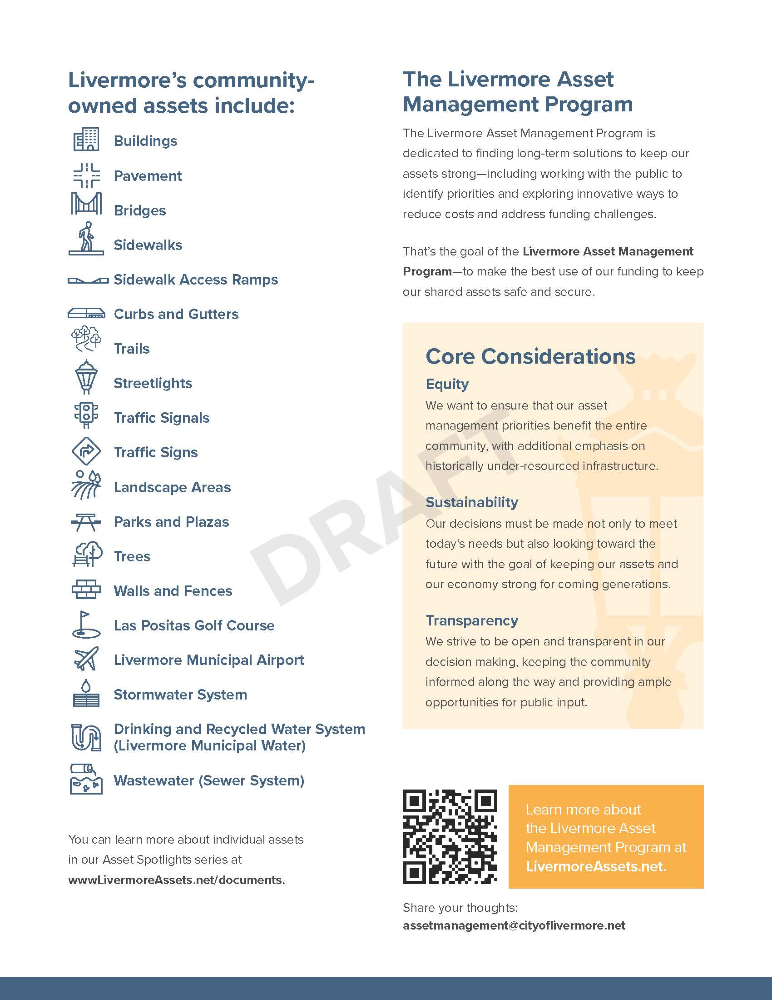 Livermore’s community-
owned assets include:
Buildings
Pavement
Bridges
Sidewalks
Sidewalk Access Ramps
Curbs and Gutters
Trails
Streetlights
Traffic Signals
Traffic Signs
Landscape Areas
Parks and Plazas
Trees
Walls and Fences
Las Positas Golf Course
Livermore Municipal Airport
Stormwater System
Drinking and Recycled Water System
(Livermore Municipal Water)
Wastewater (Sewer System)
You can learn more about individual assets
in our Asset Spotlights series at
wwwLivermoreAssets.net/documents.
The Livermore Asset
Management Program
The Livermore Asset Management Program is
dedicated to finding long-term solutions to keep our
assets strong—including working with the public to
identify priorities and exploring innovative ways to
reduce costs and address funding challenges.
That’s the goal of the Livermore Asset Management
Program—to make the best use of our funding to keep
our shared assets safe and secure.
Core Considerations
Equity
We want to ensure that our asset
management priorities benefit the entire
community, with additional emphasis on
historically under-resourced infrastructure.
Sustainability
Our decisions must be made not only to meet
today’s needs but also looking toward the
future with the goal of keeping our assets and
our economy strong for coming generations.
Transparency
We strive to be open and transparent in our
decision making, keeping the community
informed along the way and providing ample
opportunities for public input.
Learn more about
the Livermore Asset
Management Program at
LivermoreAssets.net.
Share your thoughts:
assetmanagement@cityoflivermore.net
DRAFT